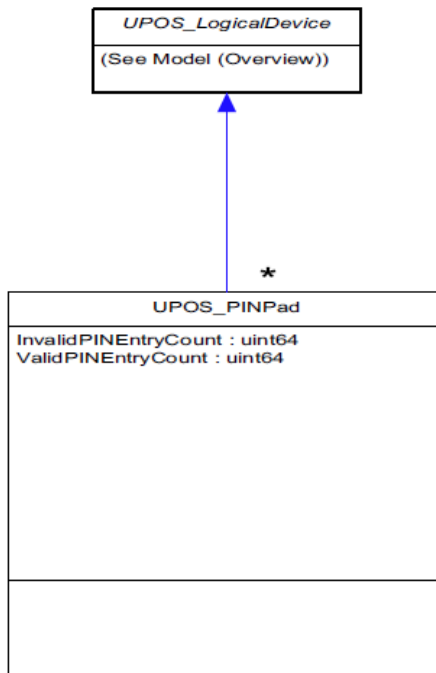 UPOS_LogicalDevice
(See Model (Overview))
*
UPOS_PINPad
InvalidPINEntryCount : uint64
ValidPINEntryCount : uint64